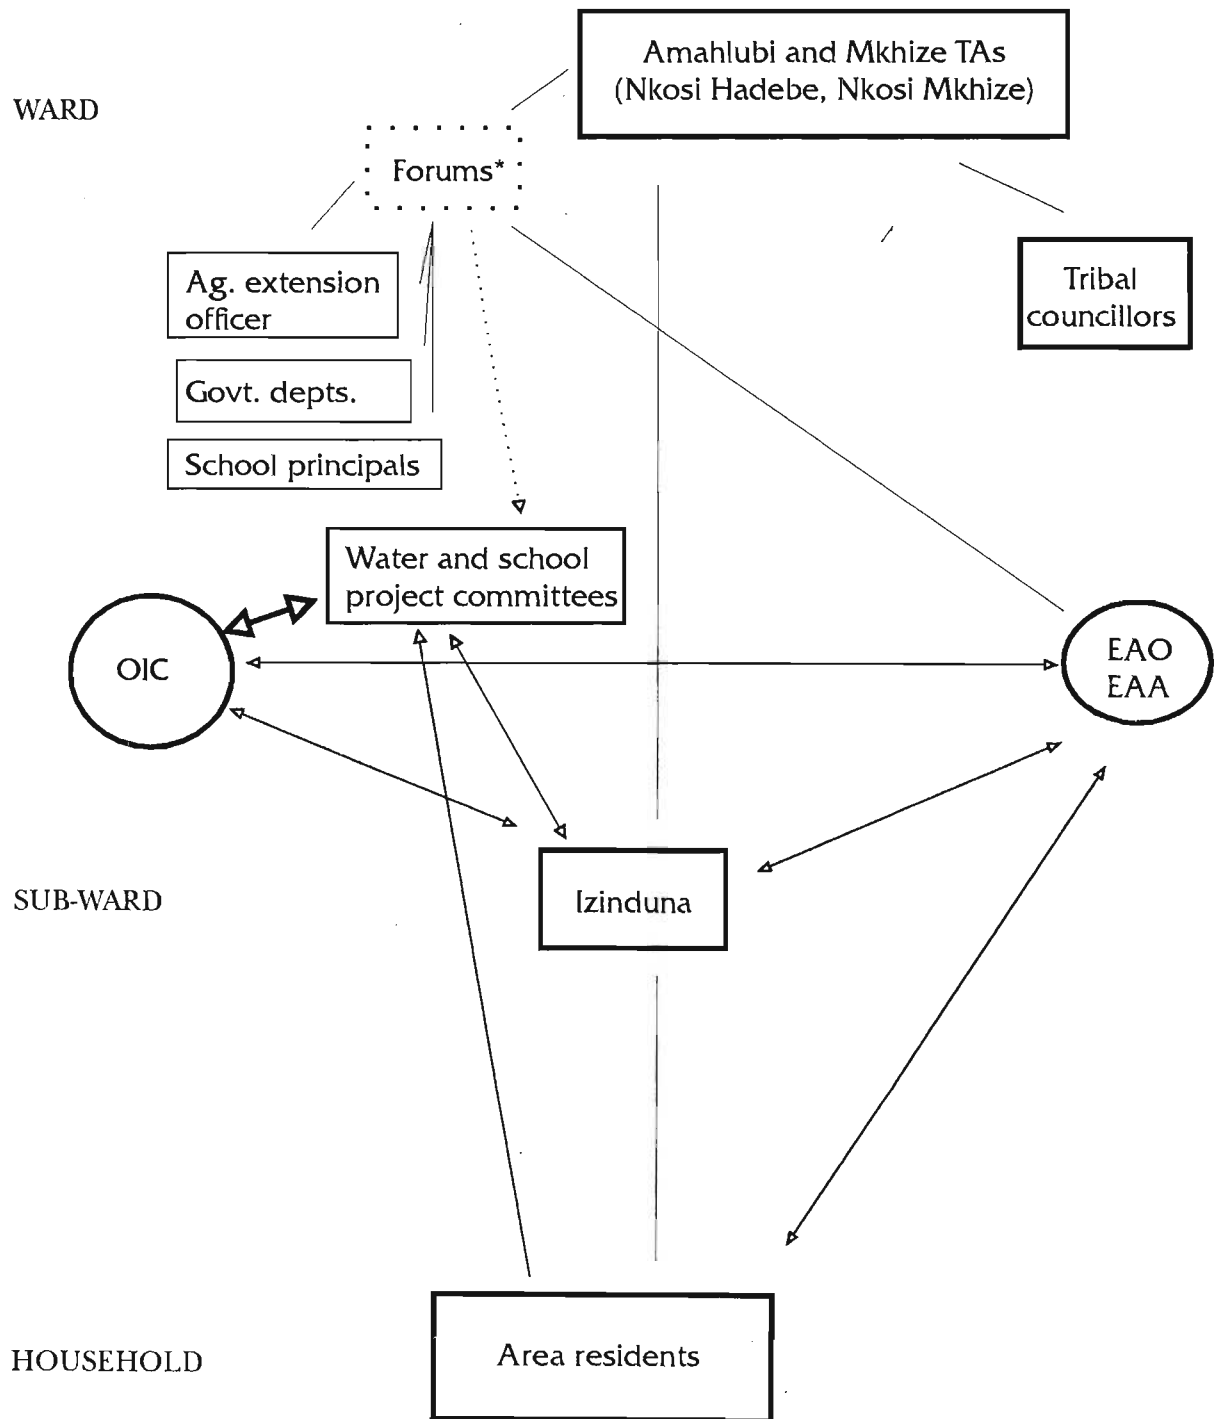 Amahlubi and Mkhize TAs
(Nkosi Hadebe, Nkosi Mkhize)
WARD
Forums*
Ag. extension
officer
Tribal
councillors
Govt. depts.
School principals
Water and school
project committees
OIC
EAO
EAA
SUB-WARD
Izinduna
HOUSEHOLD
Area residents